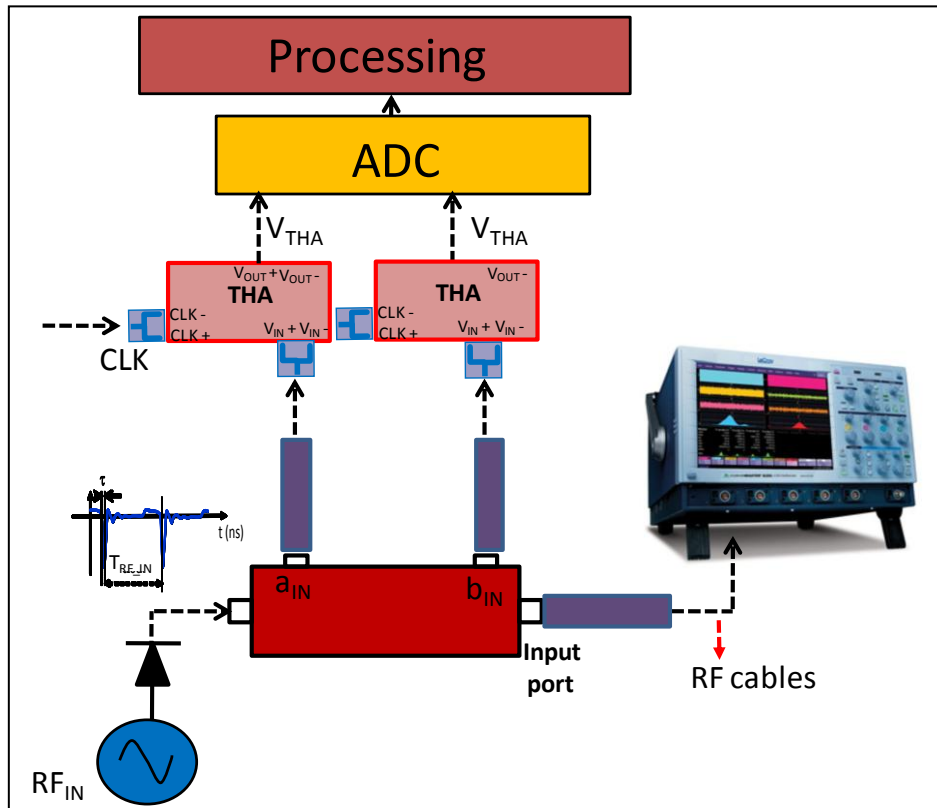 Processing
ADC
V_THA
V_THA
V_OUT + V_OUT -
THA
CLK -
CLK +
V_IN + V_IN -
V_OUT -
THA
CLK -
CLK +
V_IN + V_IN -
CLK
τ
t (ns)
T_RF_IN
a_IN
b_IN
Input
port
RF cables
RF_IN